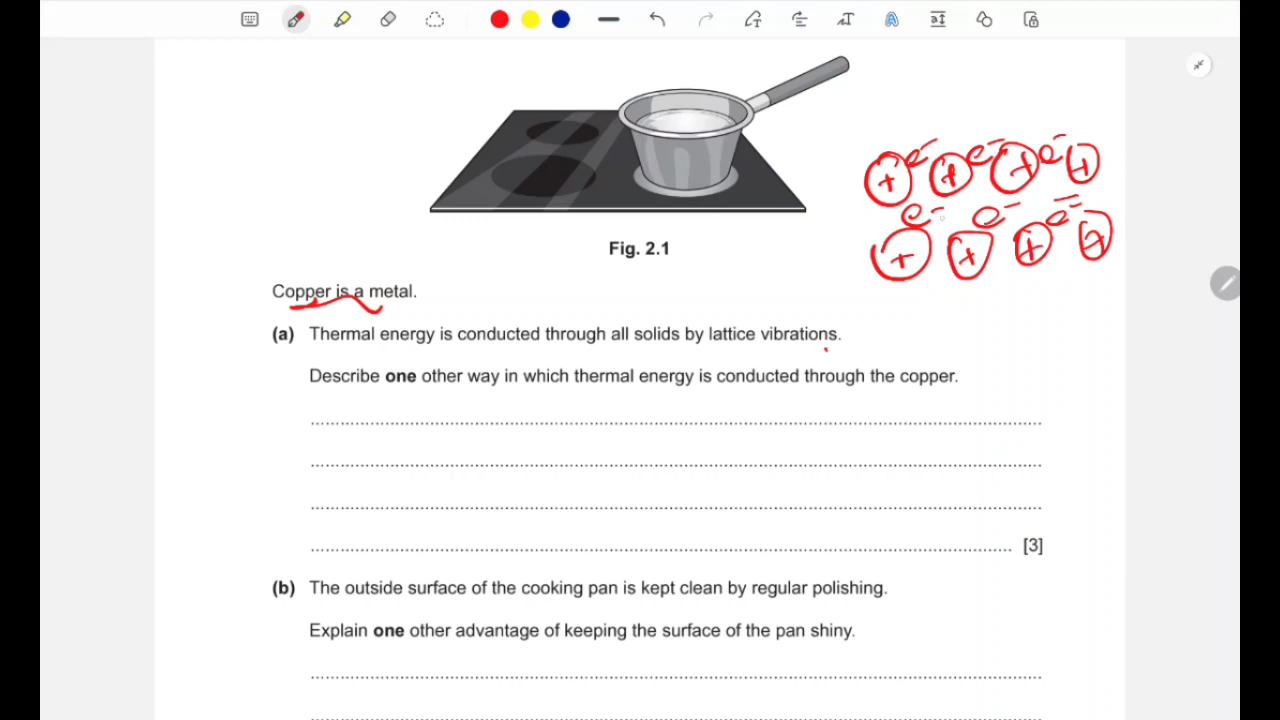 + e- + e- + e- +
e- e- e-
+ + + +
Fig. 2.1
Copper is a metal.
(a) Thermal energy is conducted through all solids by lattice vibrations.
Describe one other way in which thermal energy is conducted through the copper.
[3]
(b) The outside surface of the cooking pan is kept clean by regular polishing.
Explain one other advantage of keeping the surface of the pan shiny.